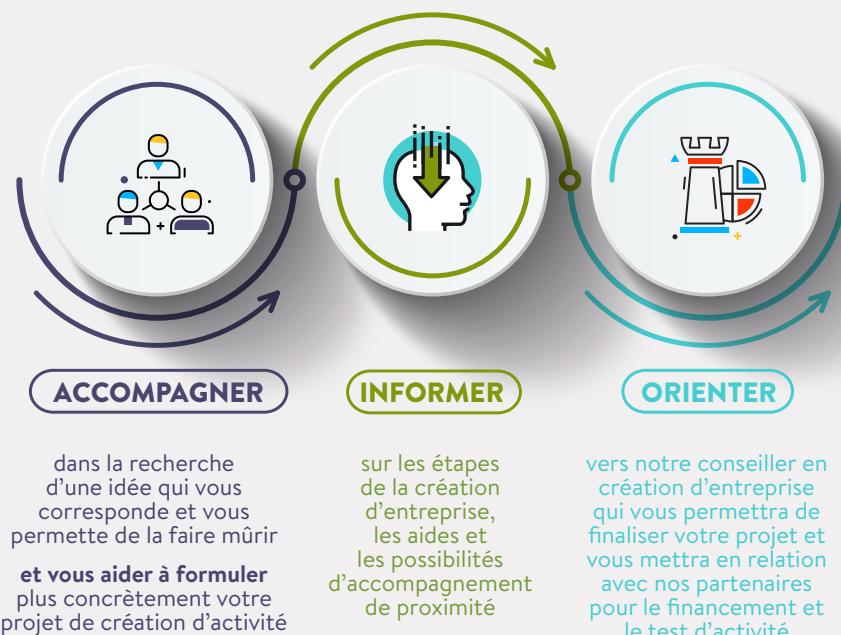 ACCOMPAGNER
dans la recherche
d'une idée qui vous
corresponde et vous
permette de la faire mûrir
et vous aider à formuler
plus concrètement votre
projet de création d'activité
INFORMER
sur les étapes
de la création
d'entreprise,
les aides et
les possibilités
d'accompagnement
de proximité
ORIENTER
vers notre conseiller en
création d'entreprise
qui vous permettra de
finaliser votre projet et
vous mettra en relation
avec nos partenaires
pour le financement et
le test d'activité